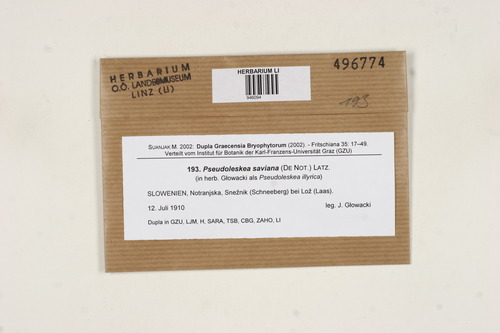 HERBARIUM
O.Ö. LANDESMUSEUM
LINZ (LI)
HERBARIUM LI
946094
496774
193
SUANJAK M. 2002: Dupla Graecensia Bryophytorum (2002). - Fritschiana 35: 17–49.
Verteilt vom Institut für Botanik der Karl-Franzens-Universität Graz (GZU)
193. Pseudoleskea saviana (DE NOT.) LATZ.
(in herb. Głowacki als Pseudoleskea illyrica)
SLOWENIEN, Notranjska, Snežnik (Schneeberg) bei Lož (Laas).
12. Juli 1910 leg. J. Głowacki
Dupla in GZU, LJM, H, SARA, TSB, CBG, ZAHO, LI